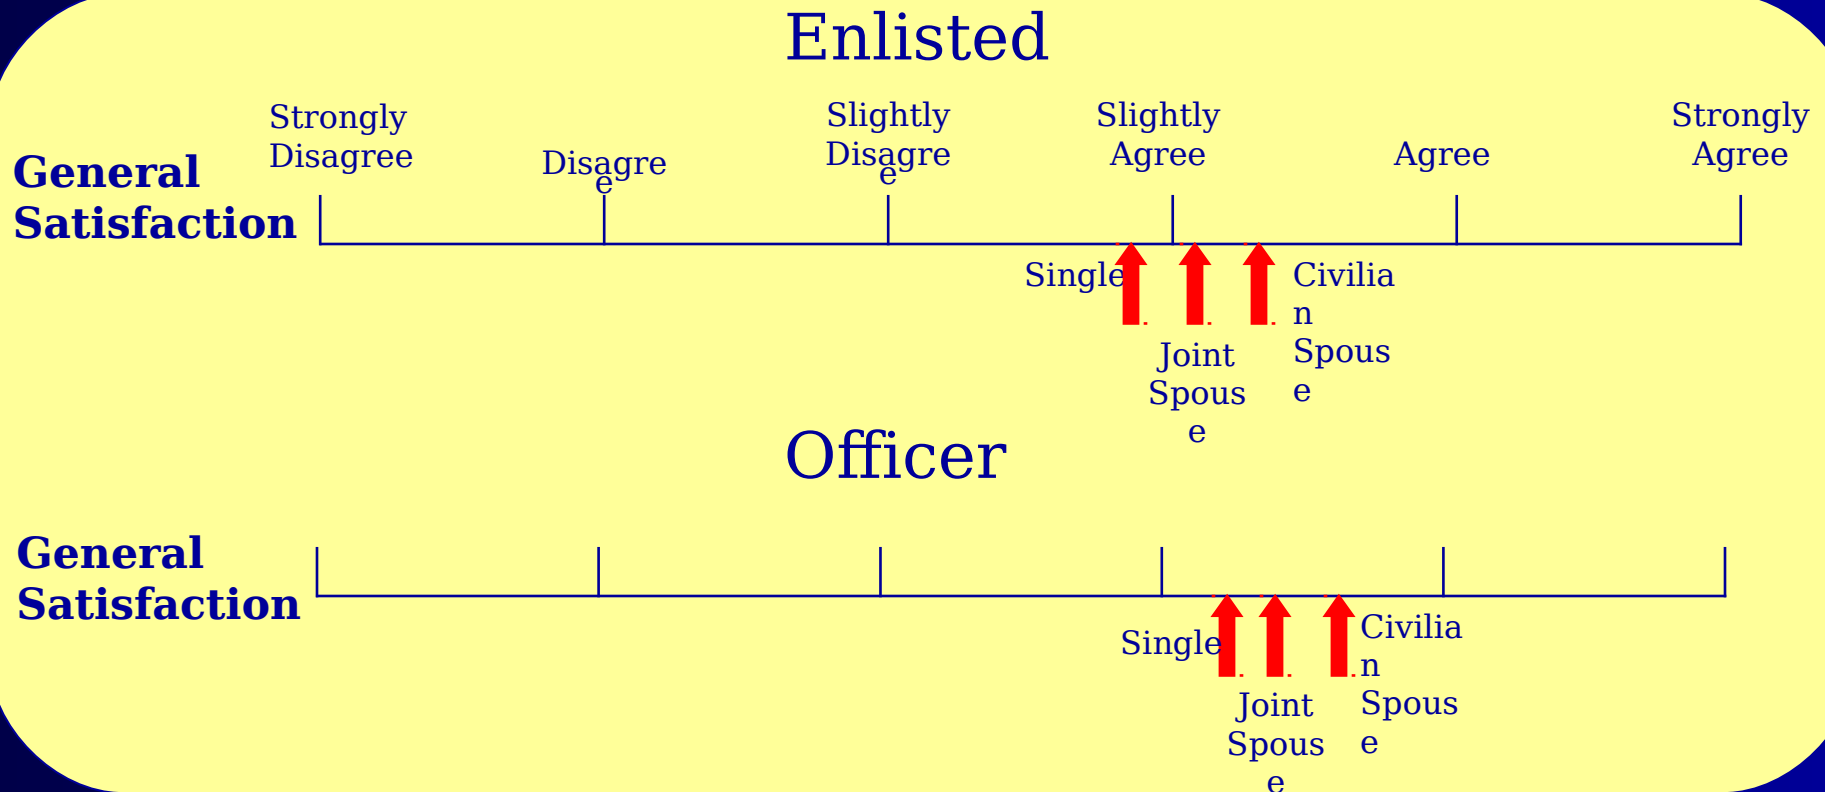 Enlisted
Strongly
Disagree
Disagre
e
Slightly
Disagre
e
Slightly
Agree
Agree
Strongly
Agree
General
Satisfaction
Single
Joint
Spous
e
Civilia
n
Spous
e
Officer
General
Satisfaction
Single
Joint
Spous
e
Civilia
n
Spous
e